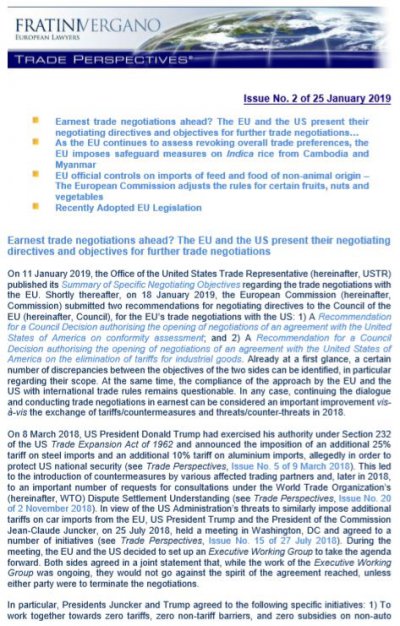 FRATINIVERGANO
EUROPEAN LAWYERS
TRADE PERSPECTIVES®
Issue No. 2 of 25 January 2019
Earnest trade negotiations ahead? The EU and the US present their
negotiating directives and objectives for further trade negotiations…
As the EU continues to assess revoking overall trade preferences, the
EU imposes safeguard measures on Indica rice from Cambodia and
Myanmar
EU official controls on imports of feed and food of non-animal origin –
The European Commission adjusts the rules for certain fruits, nuts and
vegetables
Recently Adopted EU Legislation
Earnest trade negotiations ahead? The EU and the US present their negotiating
directives and objectives for further trade negotiations
On 11 January 2019, the Office of the United States Trade Representative (hereinafter, USTR)
published its Summary of Specific Negotiating Objectives regarding the trade negotiations with
the EU. Shortly thereafter, on 18 January 2019, the European Commission (hereinafter,
Commission) submitted two recommendations for negotiating directives to the Council of the
EU (hereinafter, Council), for the EU's trade negotiations with the US: 1) A Recommendation
for a Council Decision authorising the opening of negotiations of an agreement with the United
States of America on conformity assessment; and 2) A Recommendation for a Council
Decision authorising the opening of negotiations of an agreement with the United States of
America on the elimination of tariffs for industrial goods. Already at a first glance, a certain
number of discrepancies between the objectives of the two sides can be identified, in particular
regarding their scope. At the same time, the compliance of the approach by the EU and the
US with international trade rules remains questionable. In any case, continuing the dialogue
and conducting trade negotiations in earnest can be considered an important improvement vis-
à-vis the exchange of tariffs/countermeasures and threats/counter-threats in 2018.
On 8 March 2018, US President Donald Trump had exercised his authority under Section 232
of the US Trade Expansion Act of 1962 and announced the imposition of an additional 25%
tariff on steel imports and an additional 10% tariff on aluminium imports, allegedly in order to
protect US national security (see Trade Perspectives, Issue No. 5 of 9 March 2018). This led
to the introduction of countermeasures by various affected trading partners and, later in 2018,
to an important number of requests for consultations under the World Trade Organization's
(hereinafter, WTO) Dispute Settlement Understanding (see Trade Perspectives, Issue No. 20
of 2 November 2018). In view of the US Administration's threats to similarly impose additional
tariffs on car imports from the EU, US President Trump and the President of the Commission
Jean-Claude Juncker, on 25 July 2018, held a meeting in Washington, DC and agreed to a
number of initiatives (see Trade Perspectives, Issue No. 15 of 27 July 2018). During the
meeting, the EU and the US decided to set up an Executive Working Group to take the agenda
forward. Both sides agreed in a joint statement that, while the work of the Executive Working
Group was ongoing, they would not go against the spirit of the agreement reached, unless
either party were to terminate the negotiations.
In particular, Presidents Juncker and Trump agreed to the following specific initiatives: 1) To
work together towards zero tariffs, zero non-tariff barriers, and zero subsidies on non-auto